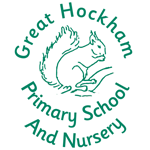 Great Hockham
Primary School
And Nursery